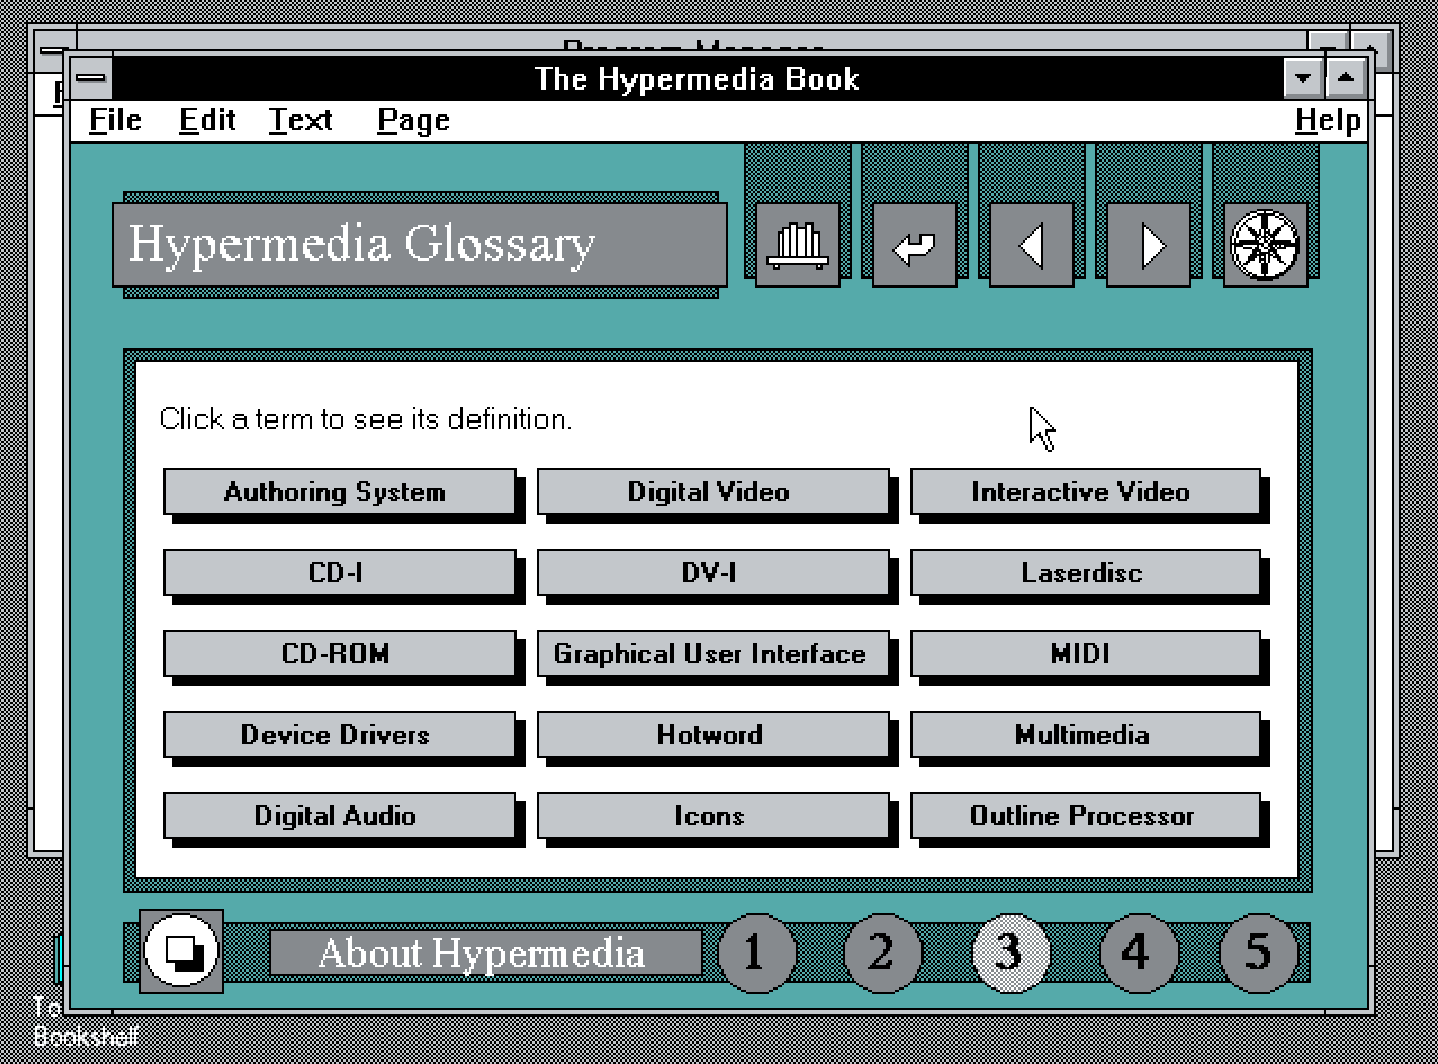 Program Manager
The Hypermedia Book
File Edit Text Page Help
Hypermedia Glossary
Click a term to see its definition.
Authoring System Digital Video Interactive Video
CD-I DV-I Laserdisc
CD-ROM Graphical User Interface MIDI
Device Drivers Hotword Multimedia
Digital Audio Icons Outline Processor
About Hypermedia 1 2 3 4 5
To
Bookshelf